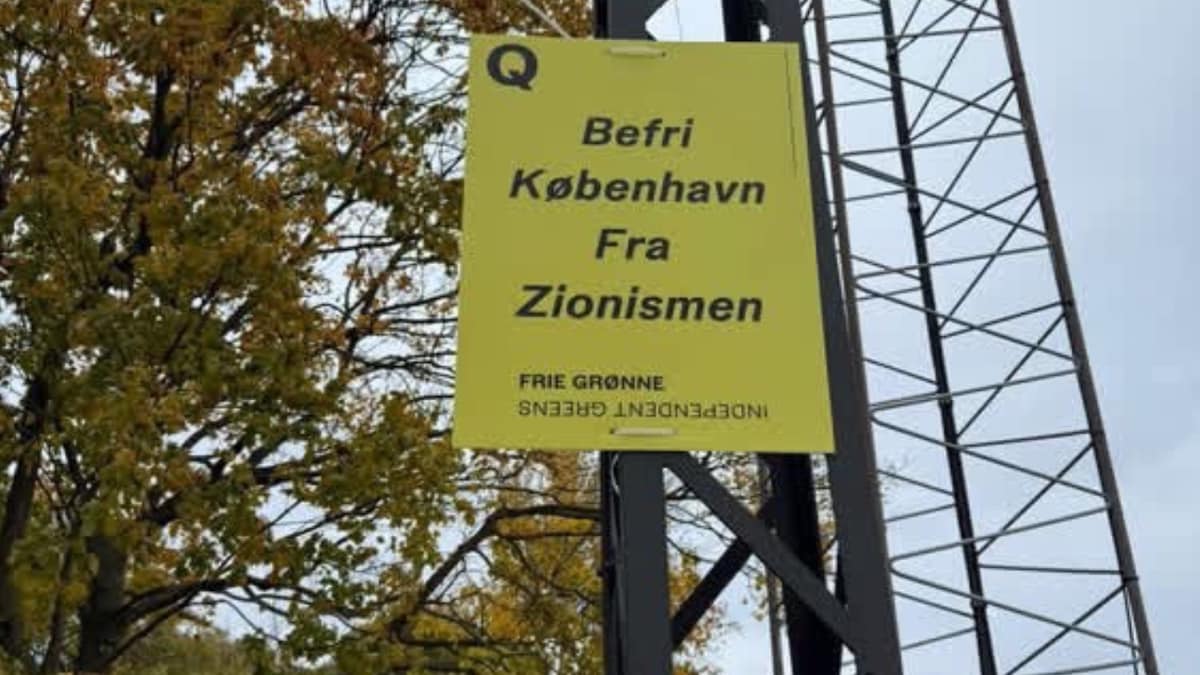 Q
Befri
København
Fra
Zionismen
FRIE GRØNNE
INDEPENDENT GREENS